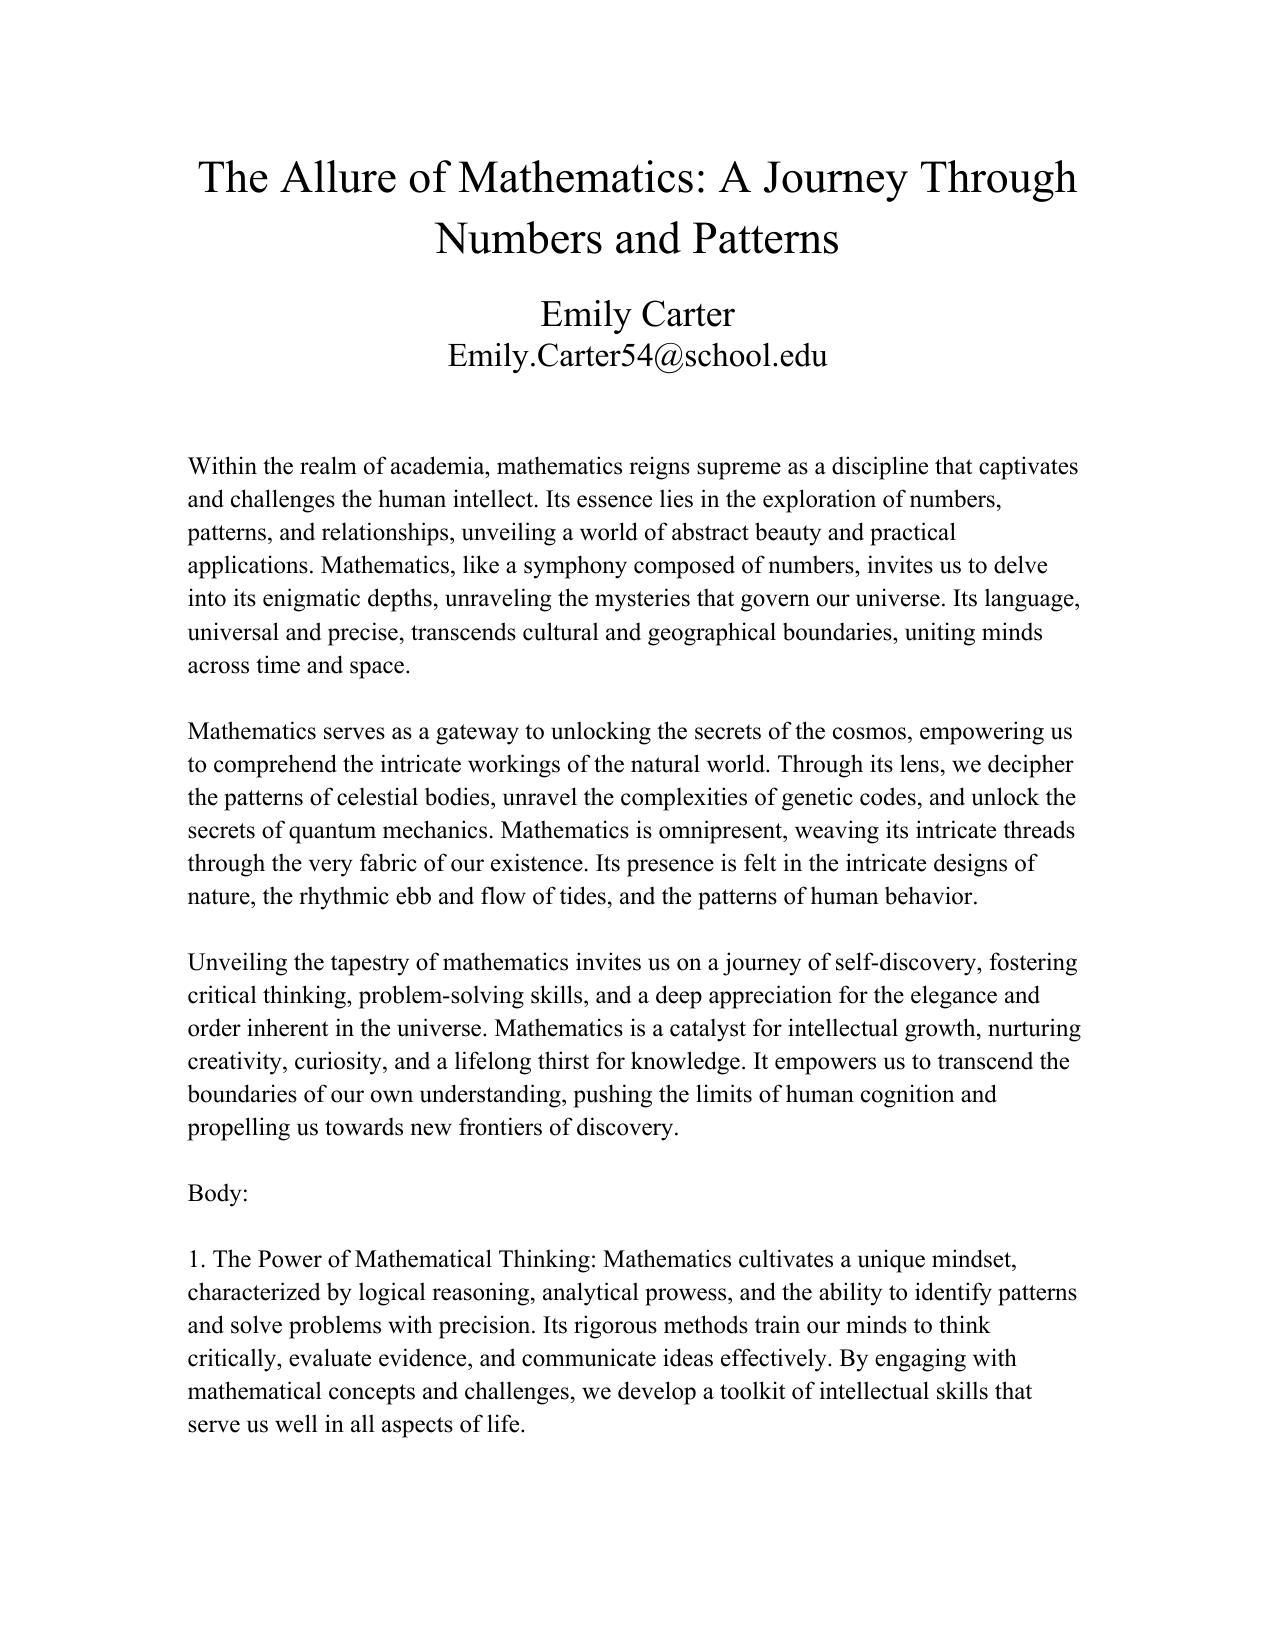 The Allure of Mathematics: A Journey Through
Numbers and Patterns
Emily Carter
Emily.Carter54@school.edu
Within the realm of academia, mathematics reigns supreme as a discipline that captivates
and challenges the human intellect. Its essence lies in the exploration of numbers,
patterns, and relationships, unveiling a world of abstract beauty and practical
applications. Mathematics, like a symphony composed of numbers, invites us to delve
into its enigmatic depths, unraveling the mysteries that govern our universe. Its language,
universal and precise, transcends cultural and geographical boundaries, uniting minds
across time and space.
Mathematics serves as a gateway to unlocking the secrets of the cosmos, empowering us
to comprehend the intricate workings of the natural world. Through its lens, we decipher
the patterns of celestial bodies, unravel the complexities of genetic codes, and unlock the
secrets of quantum mechanics. Mathematics is omnipresent, weaving its intricate threads
through the very fabric of our existence. Its presence is felt in the intricate designs of
nature, the rhythmic ebb and flow of tides, and the patterns of human behavior.
Unveiling the tapestry of mathematics invites us on a journey of self-discovery, fostering
critical thinking, problem-solving skills, and a deep appreciation for the elegance and
order inherent in the universe. Mathematics is a catalyst for intellectual growth, nurturing
creativity, curiosity, and a lifelong thirst for knowledge. It empowers us to transcend the
boundaries of our own understanding, pushing the limits of human cognition and
propelling us towards new frontiers of discovery.
Body:
1. The Power of Mathematical Thinking: Mathematics cultivates a unique mindset,
characterized by logical reasoning, analytical prowess, and the ability to identify patterns
and solve problems with precision. Its rigorous methods train our minds to think
critically, evaluate evidence, and communicate ideas effectively. By engaging with
mathematical concepts and challenges, we develop a toolkit of intellectual skills that
serve us well in all aspects of life.